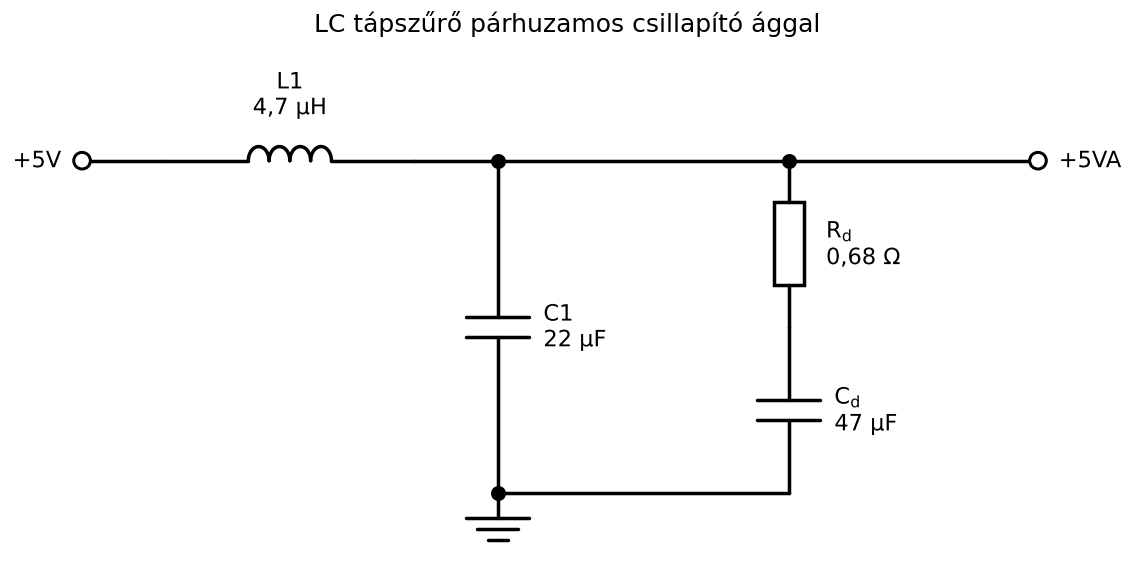 LC tápszűrő párhuzamos csillapító ággal
L1
4,7 µH
+5V
+5VA
Rd
0,68 Ω
C1
22 µF
Cd
47 µF